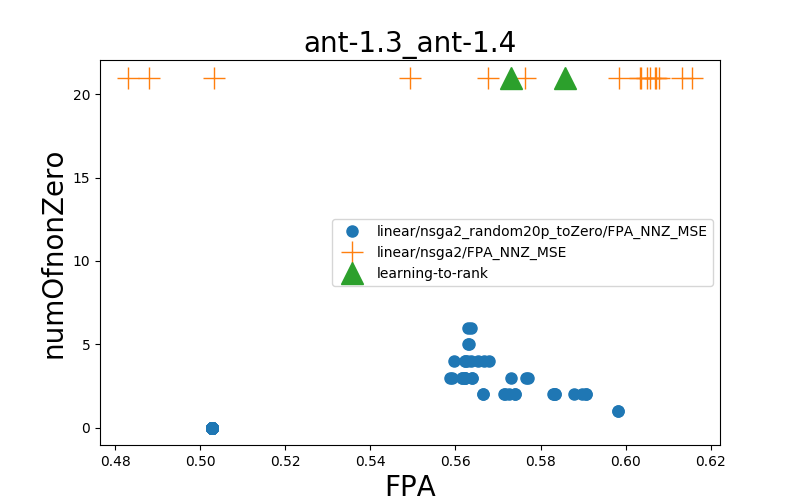 ant-1.3_ant-1.4
numOfnonZero
20
15
10
5
0
linear/nsga2_random20p_toZero/FPA_NNZ_MSE
linear/nsga2/FPA_NNZ_MSE
learning-to-rank
0.48 0.50 0.52 0.54 0.56 0.58 0.60 0.62
FPA